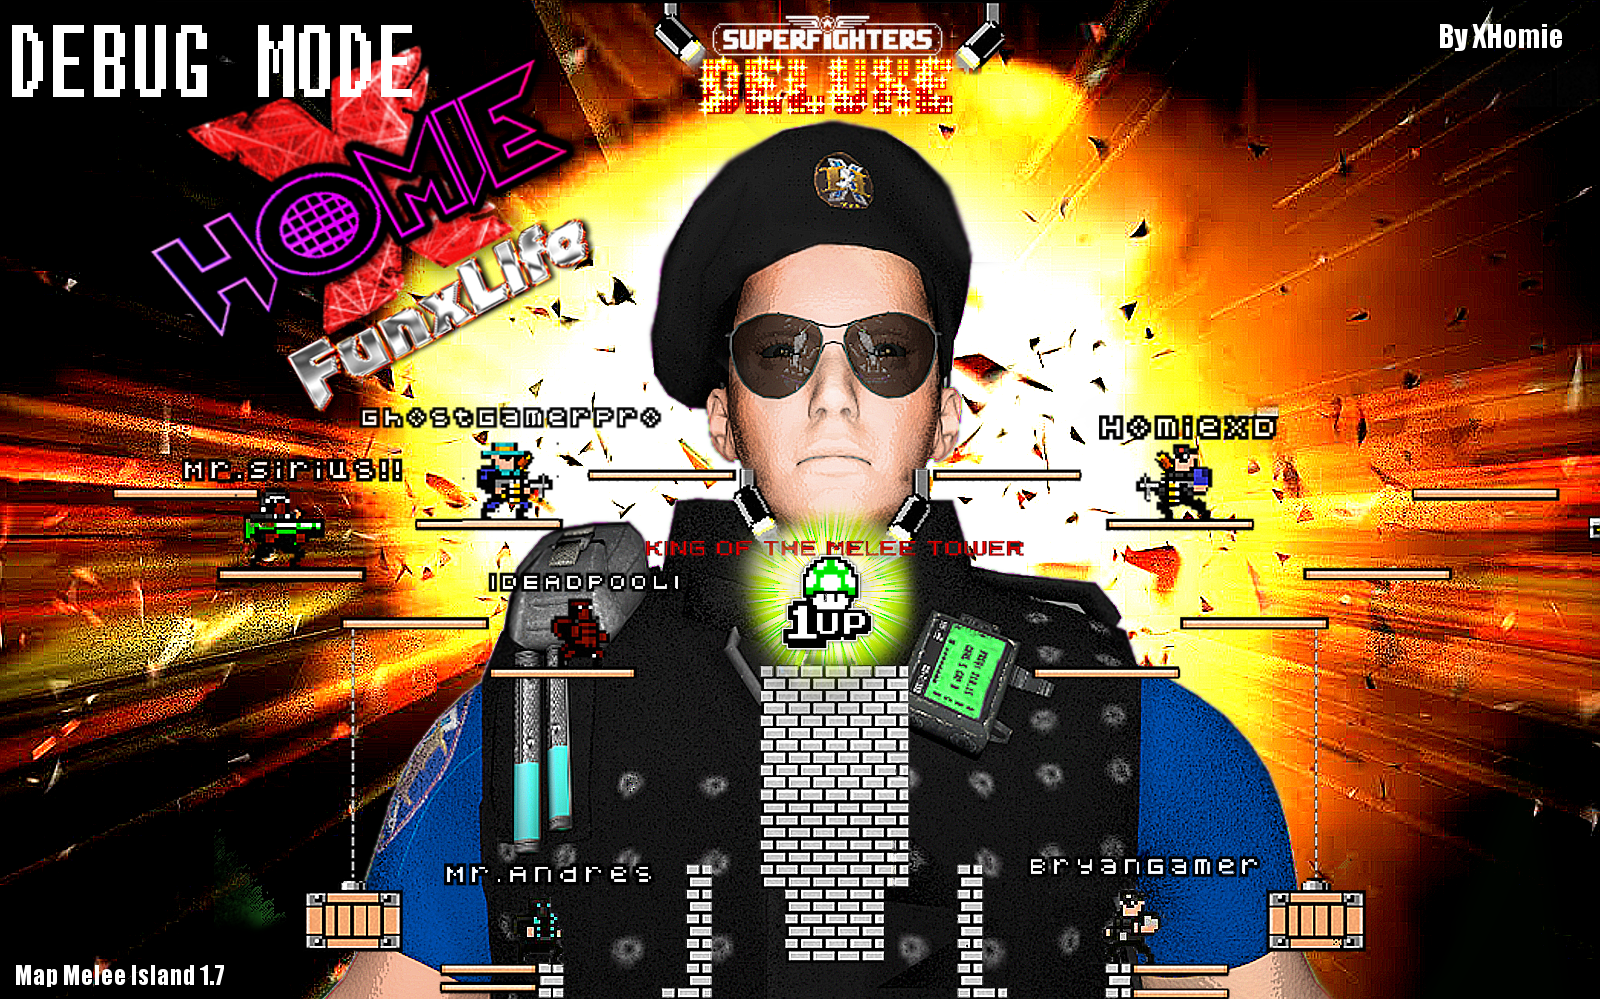 DEBUG MODE
SUPERFIGHTERS
DELUXE
By XHomie
X
HOMIE
FunxLife
GhostGamerPro
HomiexD
Mr.sirius!!
KING OF THE MELEE TOWER
IDEADPOOLI
1UP
Mr.Andres
BryanGamer
Map Melee Island 1.7